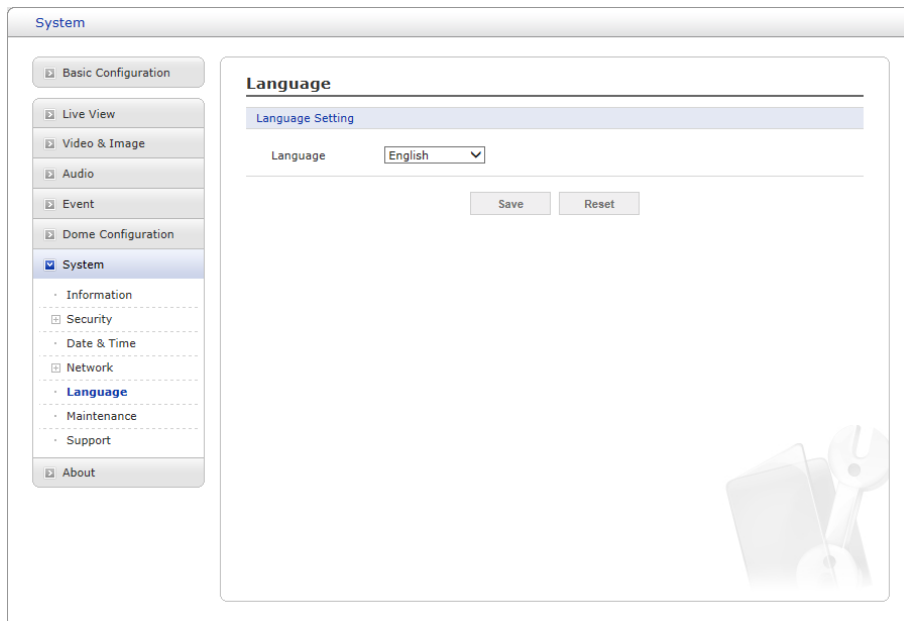 System
Basic Configuration
Live View
Video & Image
Audio
Event
Dome Configuration
System
Information
Security
Date & Time
Network
Language
Maintenance
Support
About
Language
Language Setting
Language English
Save Reset